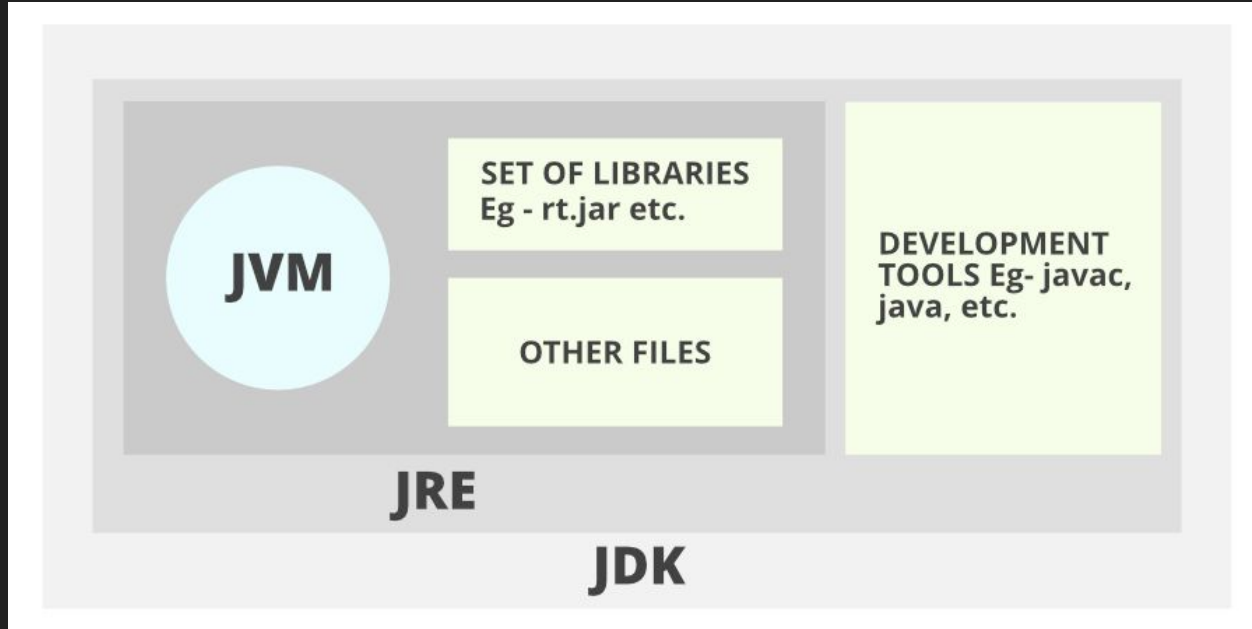 JVM
SET OF LIBRARIES
Eg - rt.jar etc.
OTHER FILES
DEVELOPMENT
TOOLS Eg- javac,
java, etc.
JRE
JDK